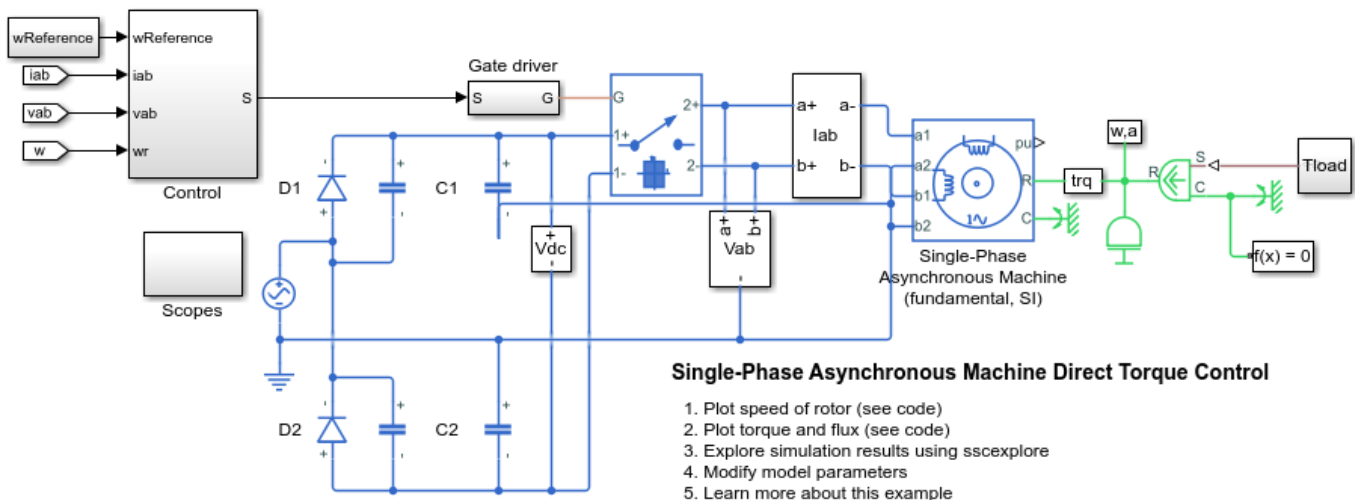 wReference
iab
vab
w
wReference
iab
vab
wr
S
Control
Scopes
Gate driver
S
G
G
1+
1-
2+
2-
D1
C1
D2
C2
Vdc
+
-
a+
b+
Iab
a-
b-
a+
b+
Vab
-
a1
a2
b1
b2
pu
R
C
1
Single-Phase
Asynchronous Machine
(fundamental, SI)
trq
w,a
R
S
C
Tload
f(x) = 0
Single-Phase Asynchronous Machine Direct Torque Control
1. Plot speed of rotor (see code)
2. Plot torque and flux (see code)
3. Explore simulation results using sscexplore
4. Modify model parameters
5. Learn more about this example